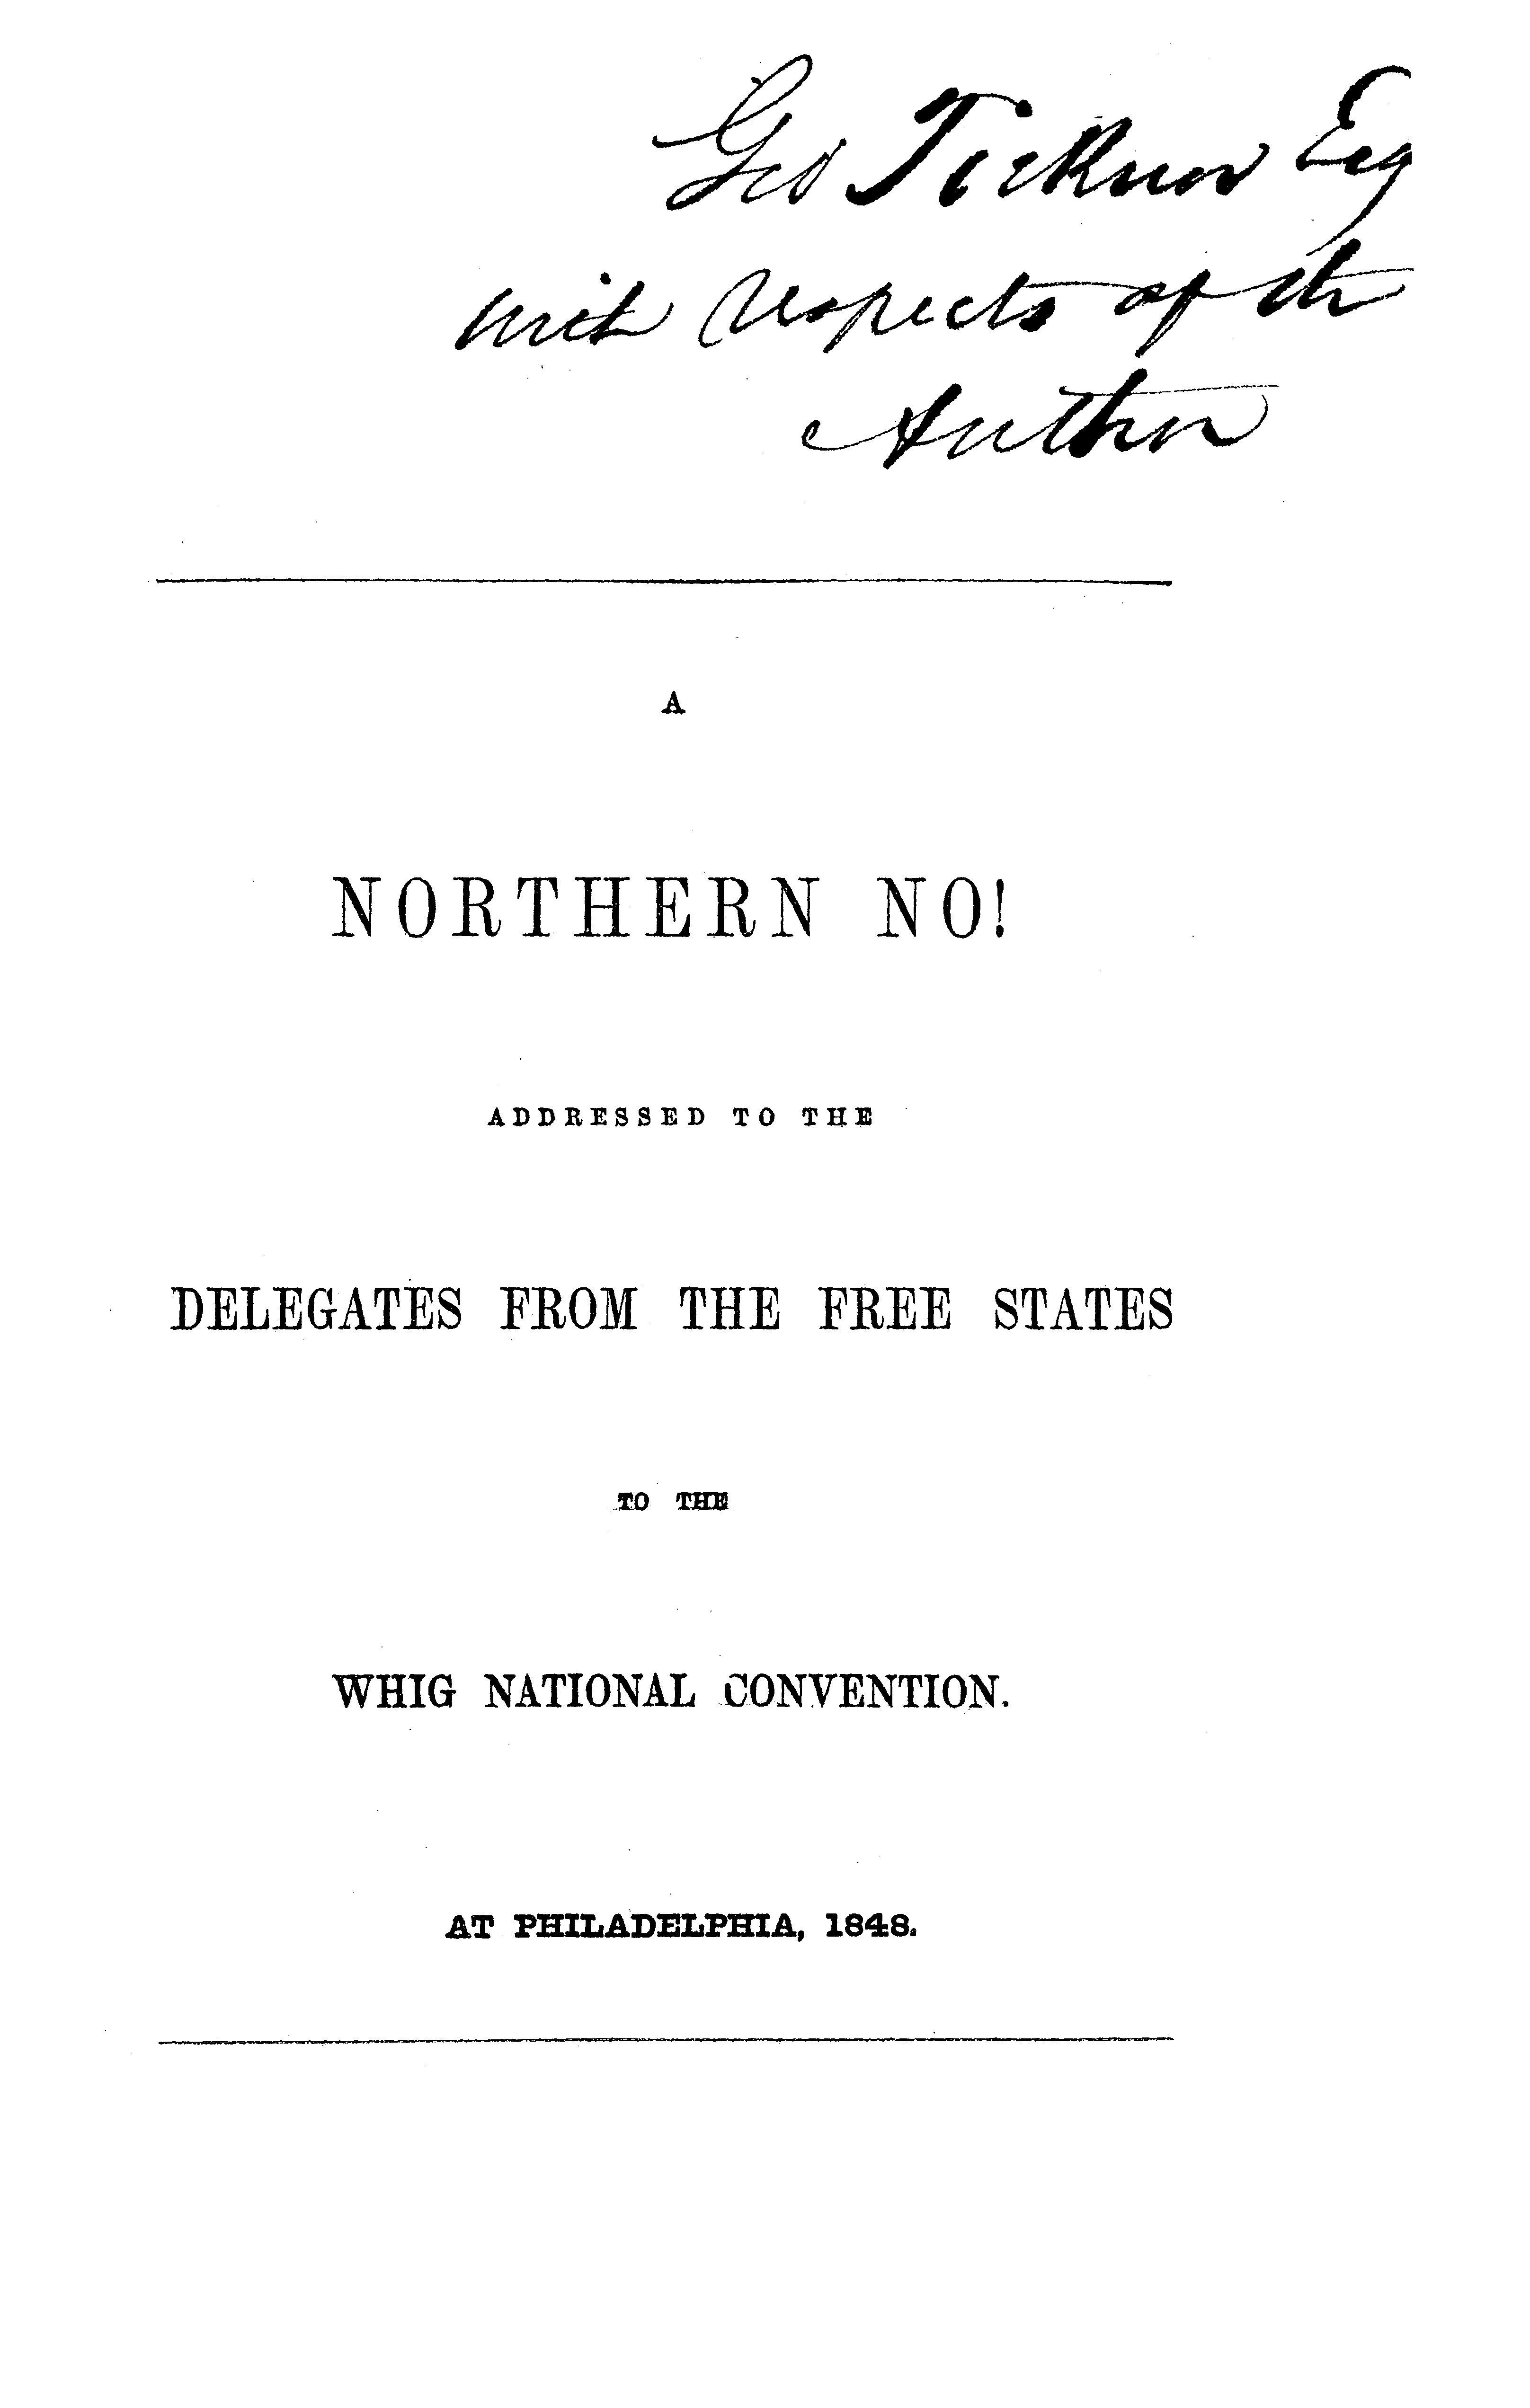 Geo Ticknor Esq
with respects of the
Author
A
NORTHERN NO!
ADDRESSED TO THE
DELEGATES FROM THE FREE STATES
TO THE
WHIG NATIONAL CONVENTION.
AT PHILADELPHIA, 1848.